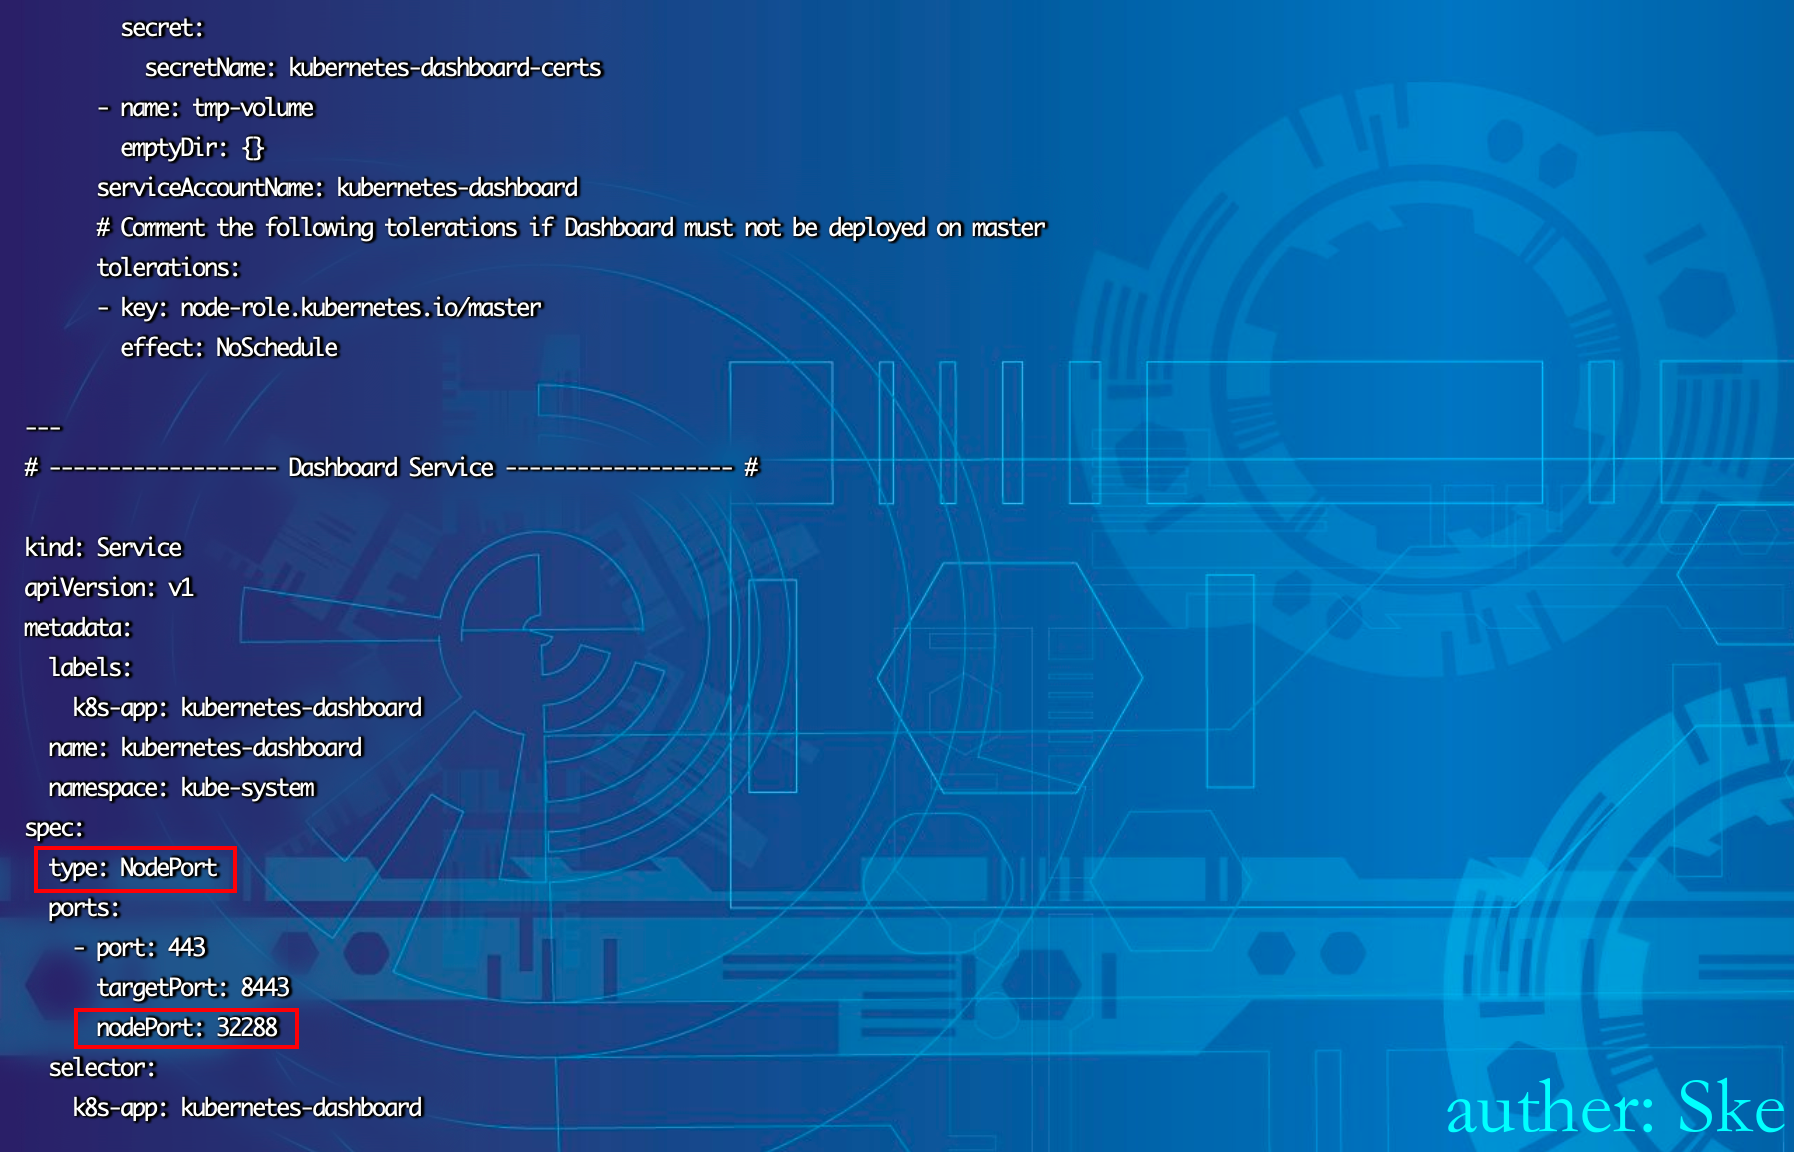 secret:
secretName: kubernetes-dashboard-certs
- name: tmp-volume
emptyDir: {}
serviceAccountName: kubernetes-dashboard
# Comment the following tolerations if Dashboard must not be deployed on master
tolerations:
- key: node-role.kubernetes.io/master
effect: NoSchedule
---
# ------------------- Dashboard Service ------------------- #
kind: Service
apiVersion: v1
metadata:
labels:
k8s-app: kubernetes-dashboard
name: kubernetes-dashboard
namespace: kube-system
spec:
type: NodePort
ports:
- port: 443
targetPort: 8443
nodePort: 32288
selector:
k8s-app: kubernetes-dashboard
auther: Ske